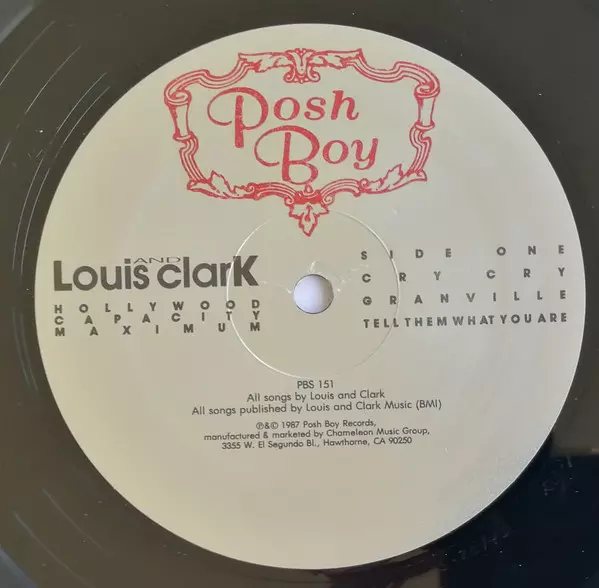 Posh
Boy
AND
Louis clarK
HOLLYWOOD
CAPACITY
MAXIMUM
SIDE ONE
CRY CRY
GRANVILLE
TELL THEM WHAT YOU ARE
PBS 151
All songs by Louis and Clark
All songs published by Louis and Clark Music (BMI)
℗&© 1987 Posh Boy Records,
manufactured & marketed by Chameleon Music Group,
3355 W. El Segundo Bl., Hawthorne, CA 90250